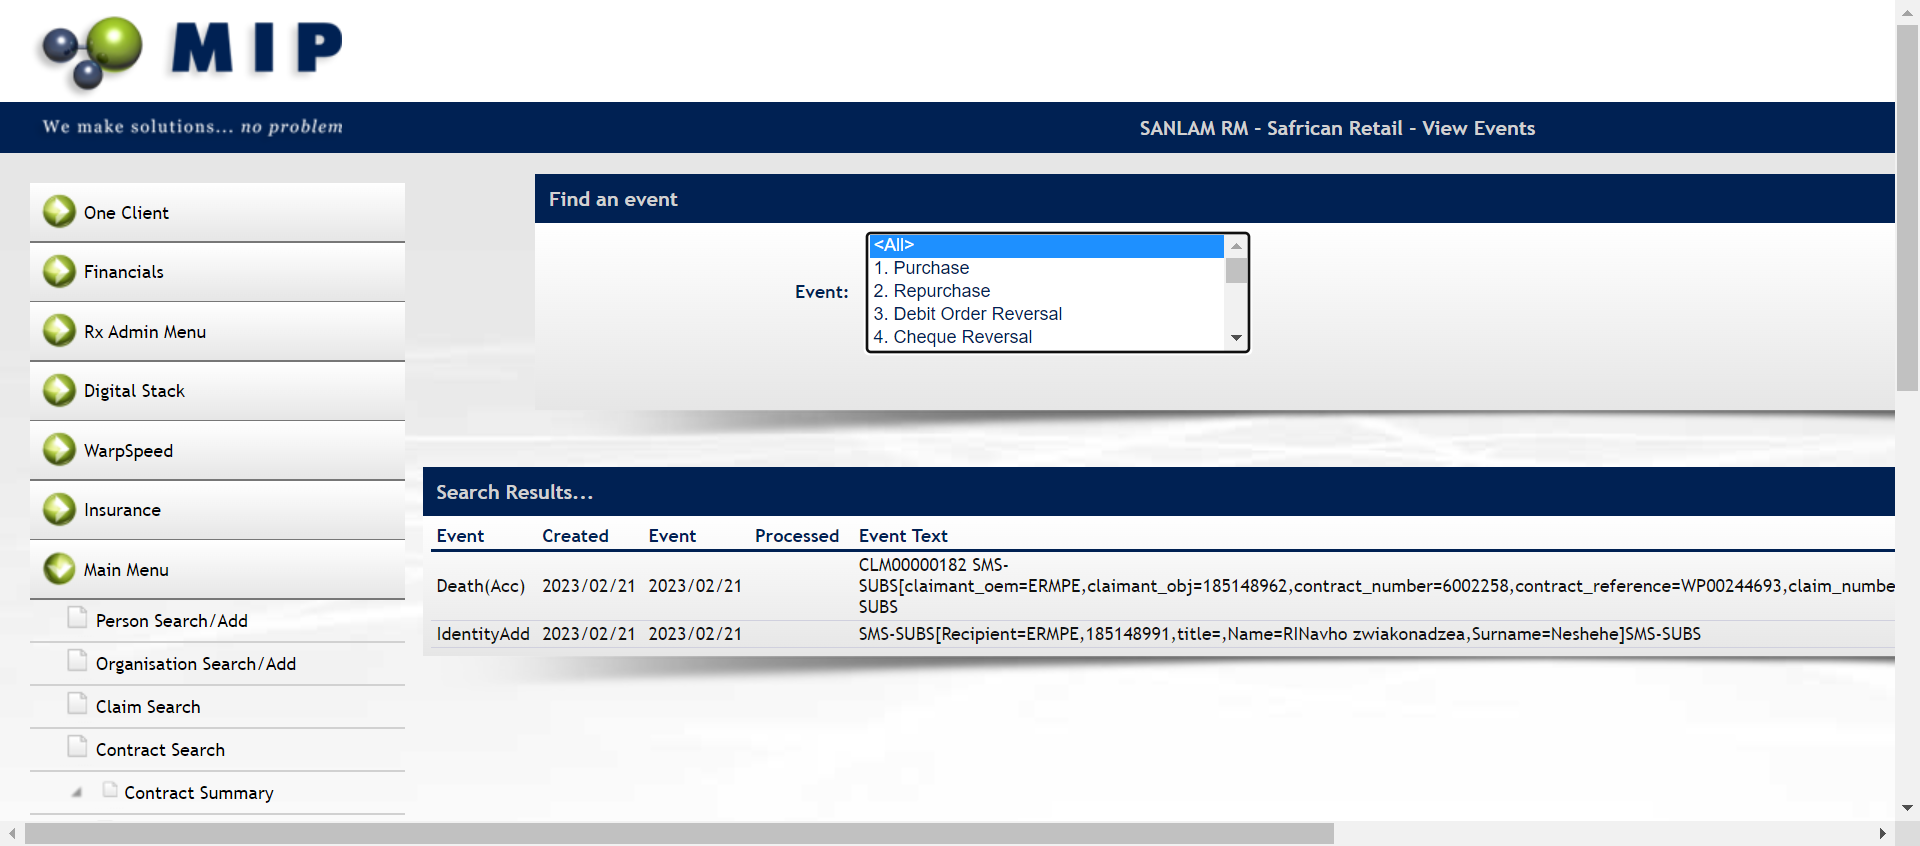 MIP
We make solutions... no problem
SANLAM RM - Safrican Retail - View Events
One Client
Financials
Rx Admin Menu
Digital Stack
WarpSpeed
Insurance
Main Menu
Person Search/Add
Organisation Search/Add
Claim Search
Contract Search
Contract Summary
Find an event
Event:
<All>
1. Purchase
2. Repurchase
3. Debit Order Reversal
4. Cheque Reversal
Search Results...
Event Created Event Processed Event Text
Death(Acc) 2023/02/21 2023/02/21
CLM00000182 SMS-
SUBS[claimant_oem=ERMPE,claimant_obj=185148962,contract_number=6002258,contract_reference=WP00244693,claim_numbe
SUBS
IdentityAdd 2023/02/21 2023/02/21 SMS-SUBS[Recipient=ERMPE,185148991,title=,Name=RINavho zwiakonadzea,Surname=Neshehe]SMS-SUBS